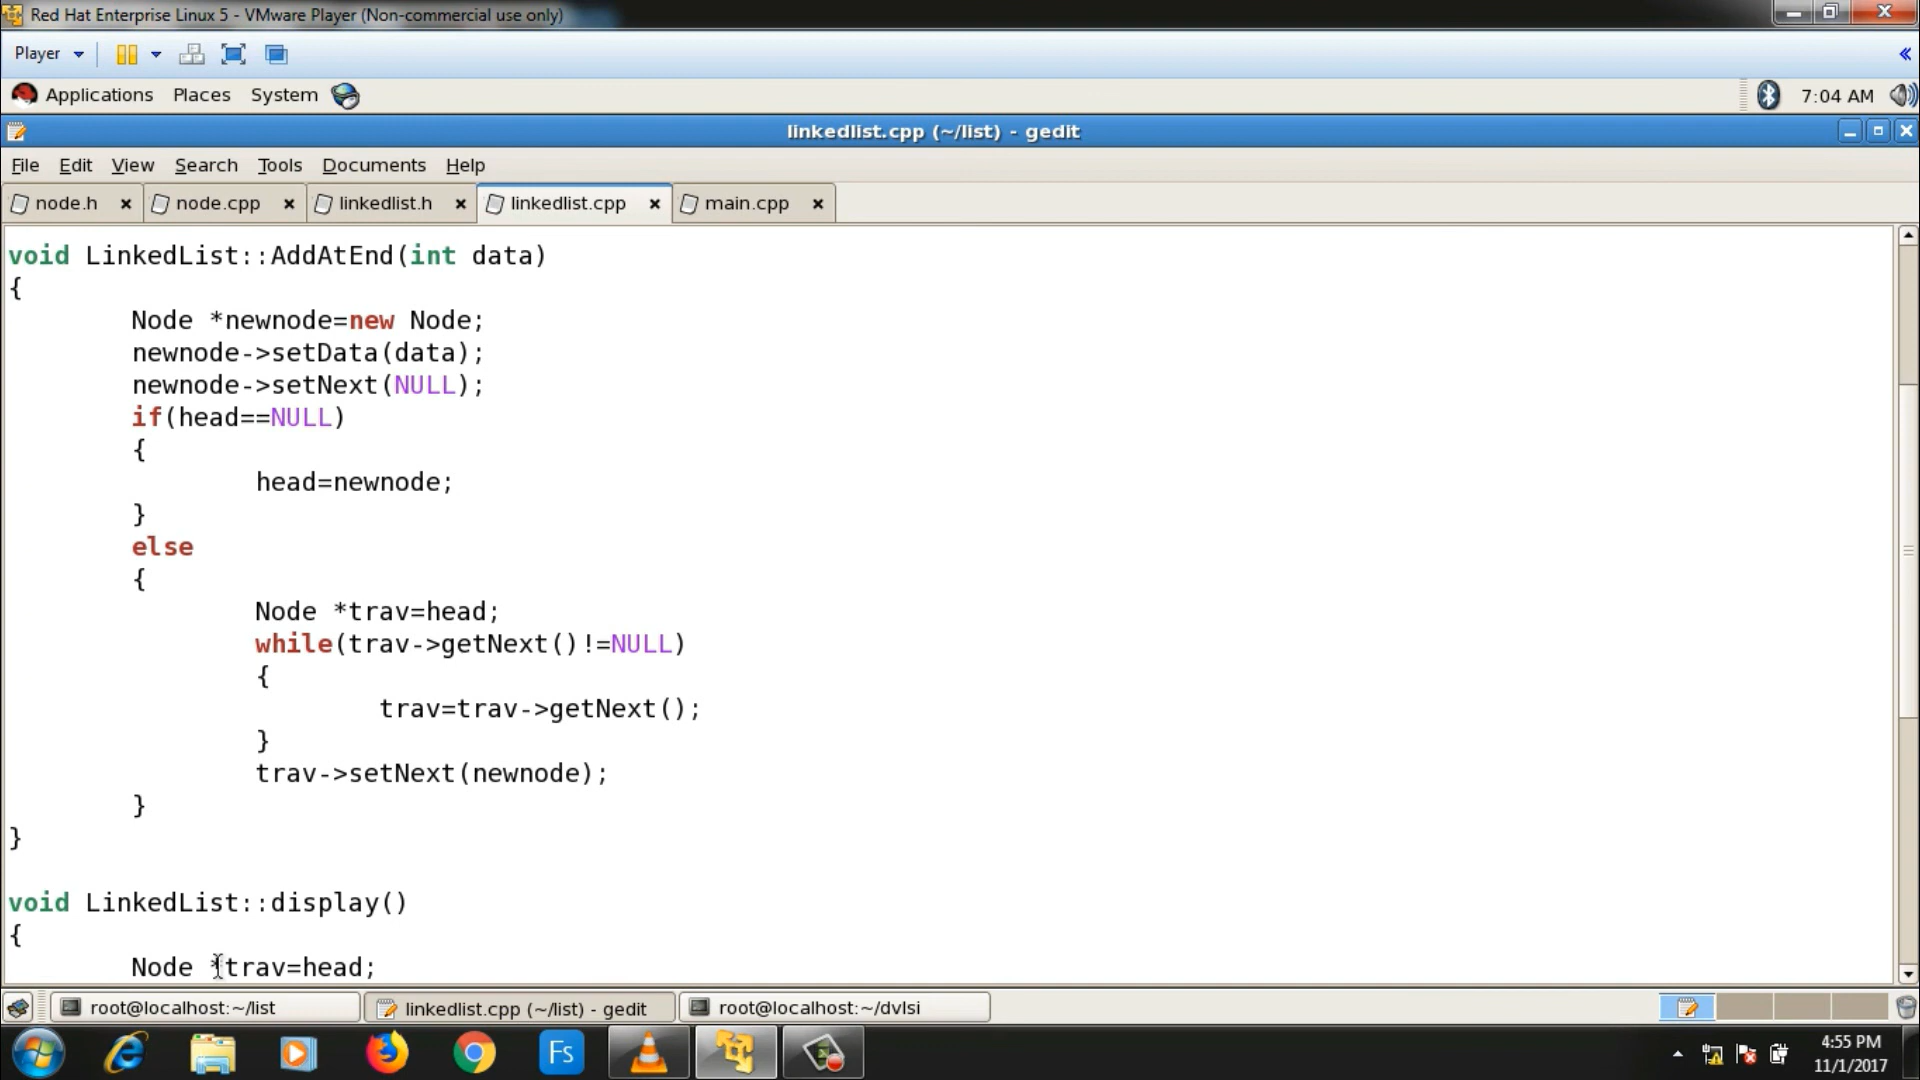 Red Hat Enterprise Linux 5 - VMware Player (Non-commercial use only)
Player
Applications Places System 7:04 AM
linkedlist.cpp (~/list) - gedit
File Edit View Search Tools Documents Help
node.h node.cpp linkedlist.h linkedlist.cpp main.cpp
void LinkedList::AddAtEnd(int data)
{
Node *newnode=new Node;
newnode->setData(data);
newnode->setNext(NULL);
if(head==NULL)
{
head=newnode;
}
else
{
Node *trav=head;
while(trav->getNext()!=NULL)
{
trav=trav->getNext();
}
trav->setNext(newnode);
}
}
void LinkedList::display()
{
Node *trav=head;
root@localhost:~/list linkedlist.cpp (~/list) - gedit root@localhost:~/dvlsi
Fs
4:55 PM
11/1/2017